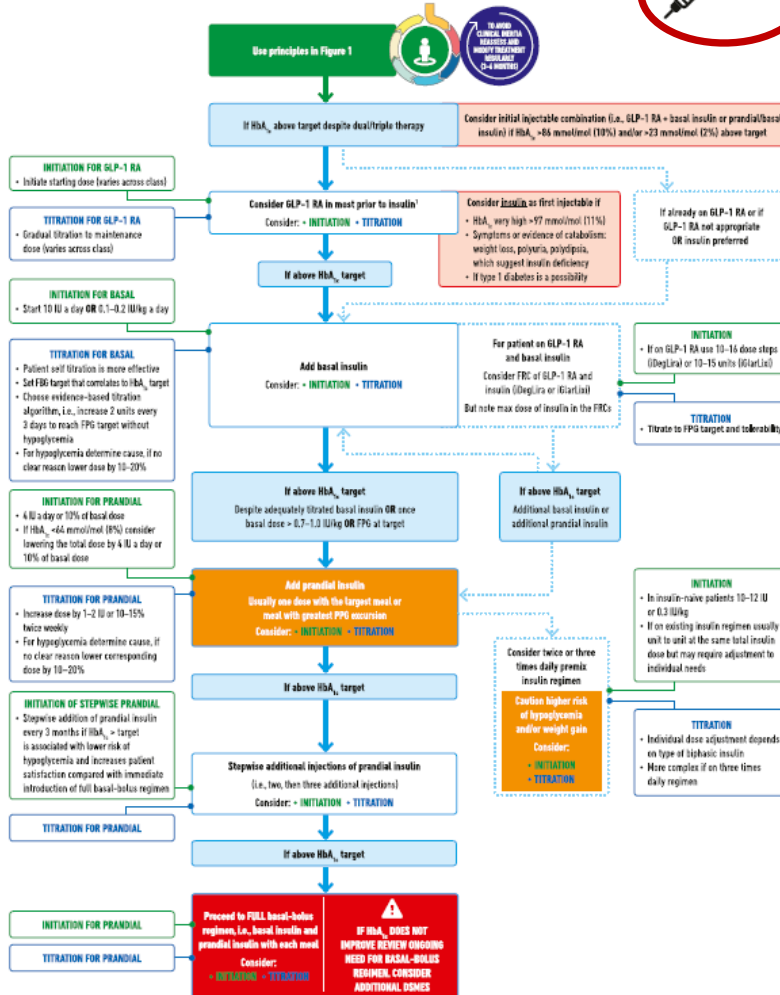 Use principles in Figure 1
TO AVOID
CLINICAL INERTIA
REASSESS AND
MODIFY TREATMENT
REGULARLY
(3-6 MONTHS)
If HbA1c above target despite dual/triple therapy
Consider initial injectable combination (i.e., GLP-1 RA + basal insulin or prandial/basal
insulin) if HbA1c >86 mmol/mol (10%) and/or >23 mmol/mol (2%) above target
INITIATION FOR GLP-1 RA
• Initiate starting dose (varies across class)
TITRATION FOR GLP-1 RA
• Gradual titration to maintenance
dose (varies across class)
Consider GLP-1 RA in most prior to insulin¹
Consider: • INITIATION • TITRATION
Consider insulin as first injectable if
• HbA1c very high >97 mmol/mol (11%)
• Symptoms or evidence of catabolism:
weight loss, polyuria, polydipsia,
which suggest insulin deficiency
• If type 1 diabetes is a possibility
If already on GLP-1 RA or if
GLP-1 RA not appropriate
OR insulin preferred
If above HbA1c target
INITIATION FOR BASAL
• Start 10 IU a day OR 0.1–0.2 IU/kg a day
TITRATION FOR BASAL
• Patient self titration is more effective
• Set FBG target that correlates to HbA1c target
• Choose evidence-based titration
algorithm, i.e., increase 2 units every
3 days to reach FPG target without
hypoglycemia
• For hypoglycemia determine cause, if no
clear reason lower dose by 10–20%
Add basal insulin
Consider: • INITIATION • TITRATION
For patient on GLP-1 RA
and basal insulin
Consider FRC of GLP-1 RA and
insulin (iDegLira or iGlarLixi)
But note max dose of insulin in the FRCs
INITIATION
• If on GLP-1 RA use 10–16 dose steps
(iDegLira) or 10–15 units (iGlarLixi)
TITRATION
• Titrate to FPG target and tolerability
If above HbA1c target
Despite adequately titrated basal insulin OR once
basal dose > 0.7–1.0 IU/kg OR FPG at target
If above HbA1c target
Additional basal insulin or
additional prandial insulin
INITIATION FOR PRANDIAL
• 4 IU a day or 10% of basal dose
• If HbA1c <64 mmol/mol (8%) consider
lowering the total dose by 4 IU a day or
10% of basal dose
TITRATION FOR PRANDIAL
• Increase dose by 1–2 IU or 10–15%
twice weekly
• For hypoglycemia determine cause, if
no clear reason lower corresponding
dose by 10–20%
Add prandial insulin
Usually one dose with the largest meal or
meal with greatest PPG excursion
Consider: • INITIATION • TITRATION
Consider twice or three
times daily premix
insulin regimen
Caution higher risk
of hypoglycemia
and/or weight gain
Consider:
• INITIATION
• TITRATION
INITIATION
• In insulin-naive patients 10–12 IU
or 0.3 IU/kg
• If on existing insulin regimen usually
unit to unit at the same total insulin
dose but may require adjustment to
individual needs
TITRATION
• Individual dose adjustment depends
on type of biphasic insulin
• More complex if on three times
daily regimen
If above HbA1c target
INITIATION OF STEPWISE PRANDIAL
• Stepwise addition of prandial insulin
every 3 months if HbA1c > target
is associated with lower risk of
hypoglycemia and increases patient
satisfaction compared with immediate
introduction of full basal-bolus regimen
TITRATION FOR PRANDIAL
Stepwise additional injections of prandial insulin
(i.e., two, then three additional injections)
Consider: • INITIATION • TITRATION
If above HbA1c target
INITIATION FOR PRANDIAL
TITRATION FOR PRANDIAL
Proceed to FULL basal-bolus
regimen, i.e., basal insulin and
prandial insulin with each meal
Consider:
• INITIATION • TITRATION
IF HbA1c DOES NOT
IMPROVE REVIEW ONGOING
NEED FOR BASAL-BOLUS
REGIMEN. CONSIDER
ADDITIONAL DSMES